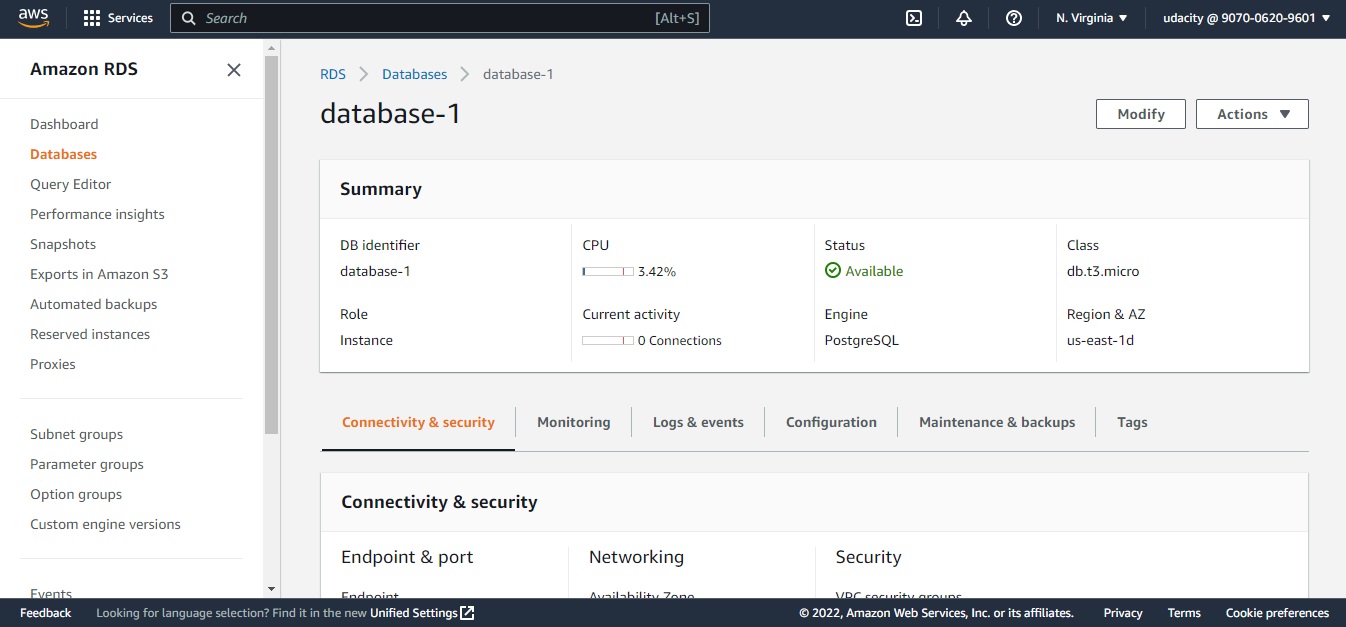 aws Services Search [Alt+S] N. Virginia udacity @ 9070-0620-9601
Amazon RDS
Dashboard
Databases
Query Editor
Performance insights
Snapshots
Exports in Amazon S3
Automated backups
Reserved instances
Proxies
Subnet groups
Parameter groups
Option groups
Custom engine versions
Events
RDS Databases database-1
database-1
Modify Actions
Summary
DB identifier CPU Status Class
database-1 3.42% Available db.t3.micro
Role Current activity Engine Region & AZ
Instance 0 Connections PostgreSQL us-east-1d
Connectivity & security Monitoring Logs & events Configuration Maintenance & backups Tags
Connectivity & security
Endpoint & port Networking Security
Endpoint Availability Zone VPC security groups
Feedback Looking for language selection? Find it in the new Unified Settings © 2022, Amazon Web Services, Inc. or its affiliates. Privacy Terms Cookie preferences